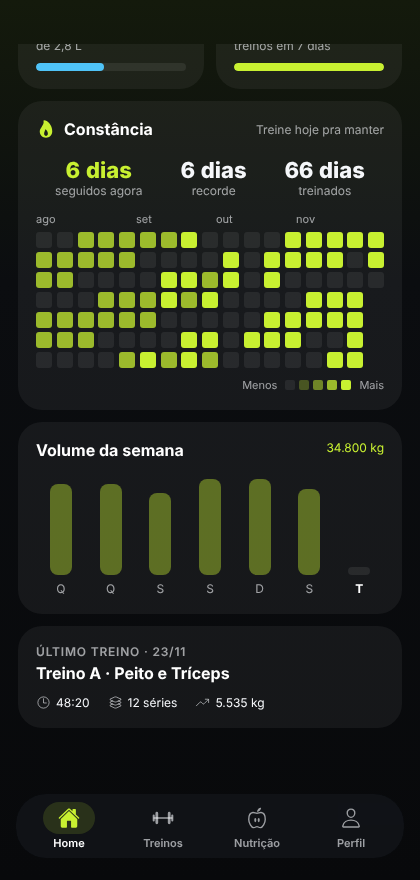 de 2,8 L
treinos em 7 dias
Constância
Treine hoje pra manter
6 dias
seguidos agora
6 dias
recorde
66 dias
treinados
ago set out nov
Menos Mais
Volume da semana
34.800 kg
Q Q S S D S T
ÚLTIMO TREINO · 23/11
Treino A · Peito e Tríceps
48:20 12 séries 5.535 kg
Home Treinos Nutrição Perfil